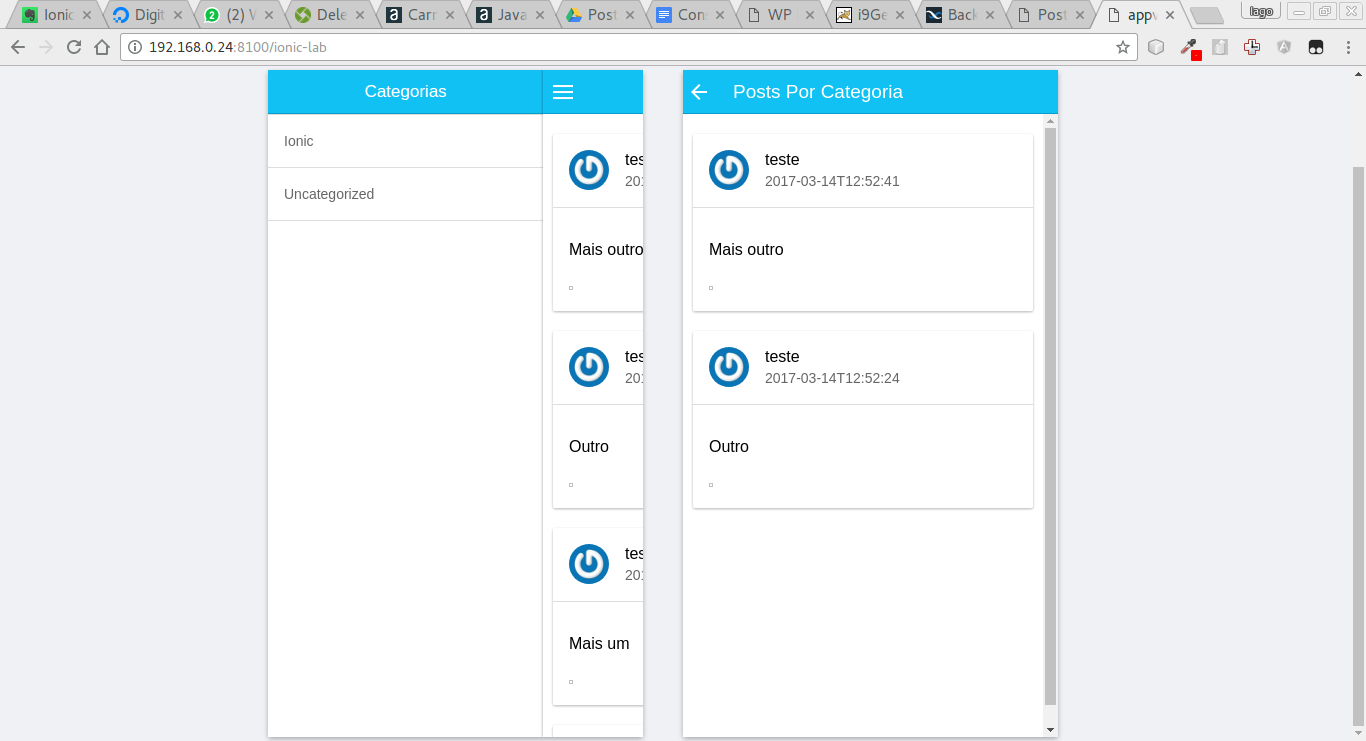 Ionic
Digit
(2) W
Dele
Carr
Java
Post
Con
WP
i9Ge
Back
Post
appv
Iago
192.168.0.24:8100/ionic-lab
Categorias
Ionic
Uncategorized
tes
201
Mais outro
tes
201
Outro
tes
201
Mais um
Posts Por Categoria
teste
2017-03-14T12:52:41
Mais outro
teste
2017-03-14T12:52:24
Outro